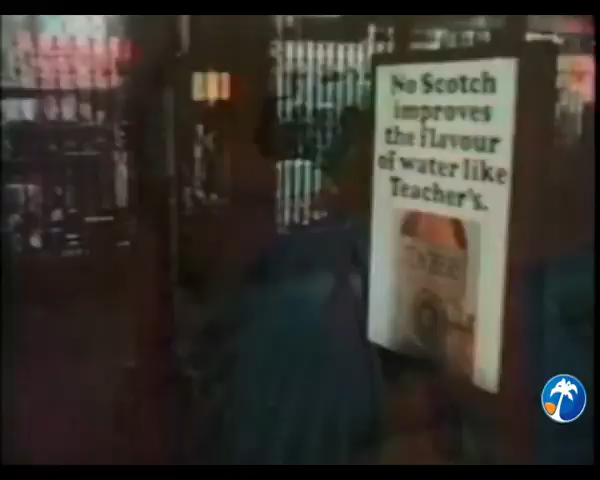 No Scotch
improves
the flavour
of water like
Teacher's.